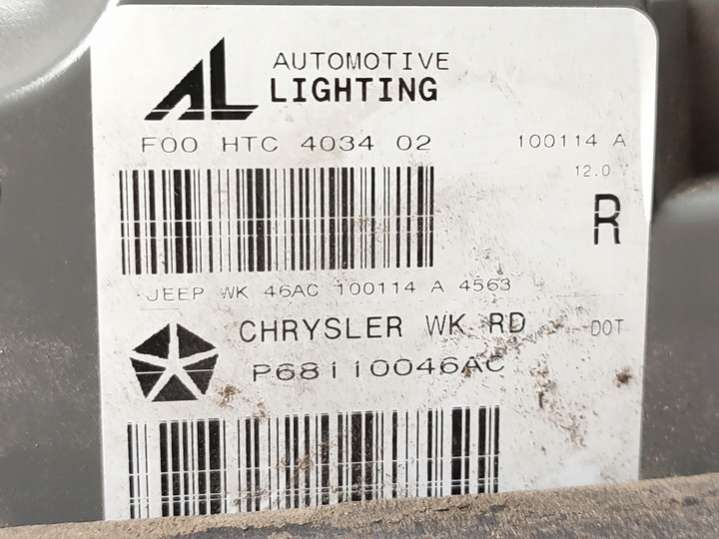 AL AUTOMOTIVE
LIGHTING
F00 HTC 4034 02 100114 A
12.0 V
R
JEEP WK 46AC 100114 A 4563
CHRYSLER WK RD DOT
P68110046AC